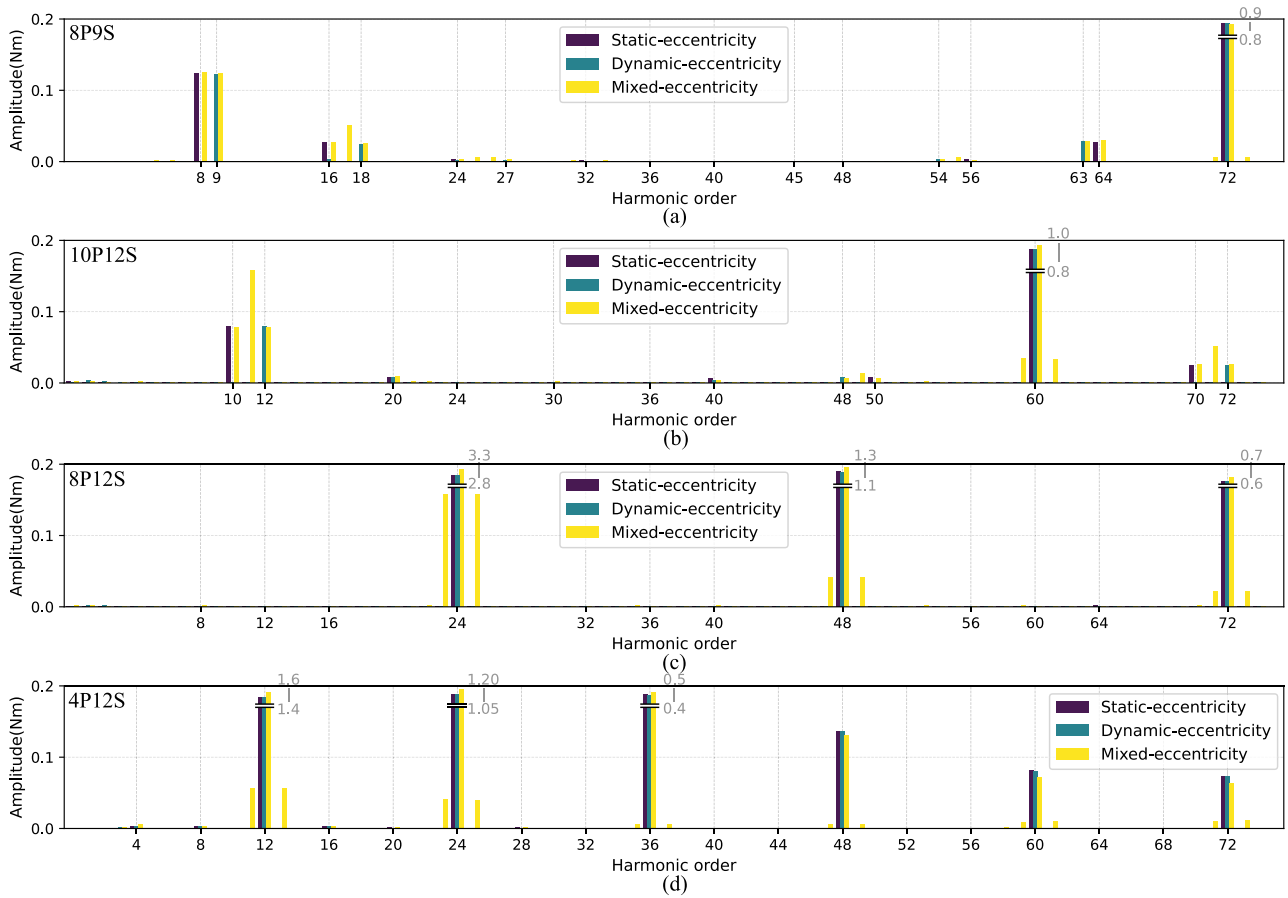 8P9S
Amplitude(Nm)
0.2
0.1
0.0
Static-eccentricity
Dynamic-eccentricity
Mixed-eccentricity
0.9
0.8
8 9 16 18 24 27 32 36 40 45 48 54 56 63 64 72
Harmonic order
(a)
10P12S
Amplitude(Nm)
0.2
0.1
0.0
Static-eccentricity
Dynamic-eccentricity
Mixed-eccentricity
1.0
0.8
10 12 20 24 30 40 48 50 60 70 72
Harmonic order
(b)
8P12S
Amplitude(Nm)
0.2
0.1
0.0
3.3
2.8
Static-eccentricity
Dynamic-eccentricity
Mixed-eccentricity
1.3
1.1
0.7
0.6
8 12 24 32 36 40 48 56 60 64 72
Harmonic order
(c)
4P12S
Amplitude(Nm)
0.2
0.1
0.0
1.6
1.4
1.20
1.05
0.5
0.4
Static-eccentricity
Dynamic-eccentricity
Mixed-eccentricity
4 8 12 16 20 24 28 36 40 44 48 52 56 60 64 68 72
Harmonic order
(d)